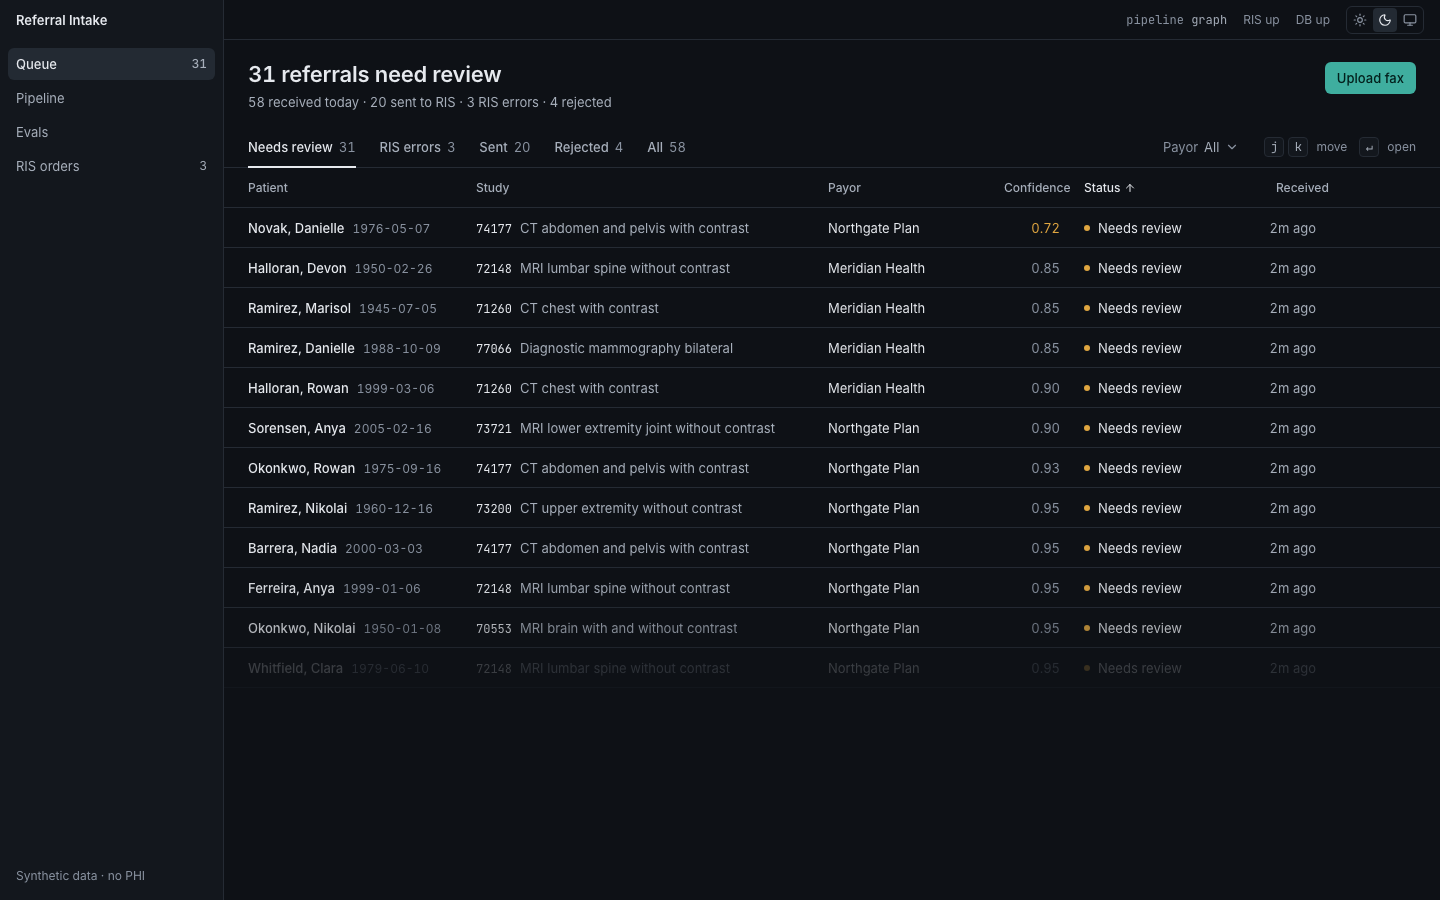 Referral Intake
pipeline graph RIS up DB up
Queue 31
Pipeline
Evals
RIS orders 3
31 referrals need review
58 received today · 20 sent to RIS · 3 RIS errors · 4 rejected
Upload fax
Needs review 31 RIS errors 3 Sent 20 Rejected 4 All 58
Payor All j k move ↵ open
Patient Study Payor Confidence Status ↑ Received
Novak, Danielle 1976-05-07 74177 CT abdomen and pelvis with contrast Northgate Plan 0.72 Needs review 2m ago
Halloran, Devon 1950-02-26 72148 MRI lumbar spine without contrast Meridian Health 0.85 Needs review 2m ago
Ramirez, Marisol 1945-07-05 71260 CT chest with contrast Meridian Health 0.85 Needs review 2m ago
Ramirez, Danielle 1988-10-09 77066 Diagnostic mammography bilateral Meridian Health 0.85 Needs review 2m ago
Halloran, Rowan 1999-03-06 71260 CT chest with contrast Meridian Health 0.90 Needs review 2m ago
Sorensen, Anya 2005-02-16 73721 MRI lower extremity joint without contrast Northgate Plan 0.90 Needs review 2m ago
Okonkwo, Rowan 1975-09-16 74177 CT abdomen and pelvis with contrast Northgate Plan 0.93 Needs review 2m ago
Ramirez, Nikolai 1960-12-16 73200 CT upper extremity without contrast Northgate Plan 0.95 Needs review 2m ago
Barrera, Nadia 2000-03-03 74177 CT abdomen and pelvis with contrast Northgate Plan 0.95 Needs review 2m ago
Ferreira, Anya 1999-01-06 72148 MRI lumbar spine without contrast Northgate Plan 0.95 Needs review 2m ago
Okonkwo, Nikolai 1950-01-08 70553 MRI brain with and without contrast Northgate Plan 0.95 Needs review 2m ago
Whitfield, Clara 1979-06-10 72148 MRI lumbar spine without contrast Northgate Plan 0.95 Needs review 2m ago
Synthetic data · no PHI